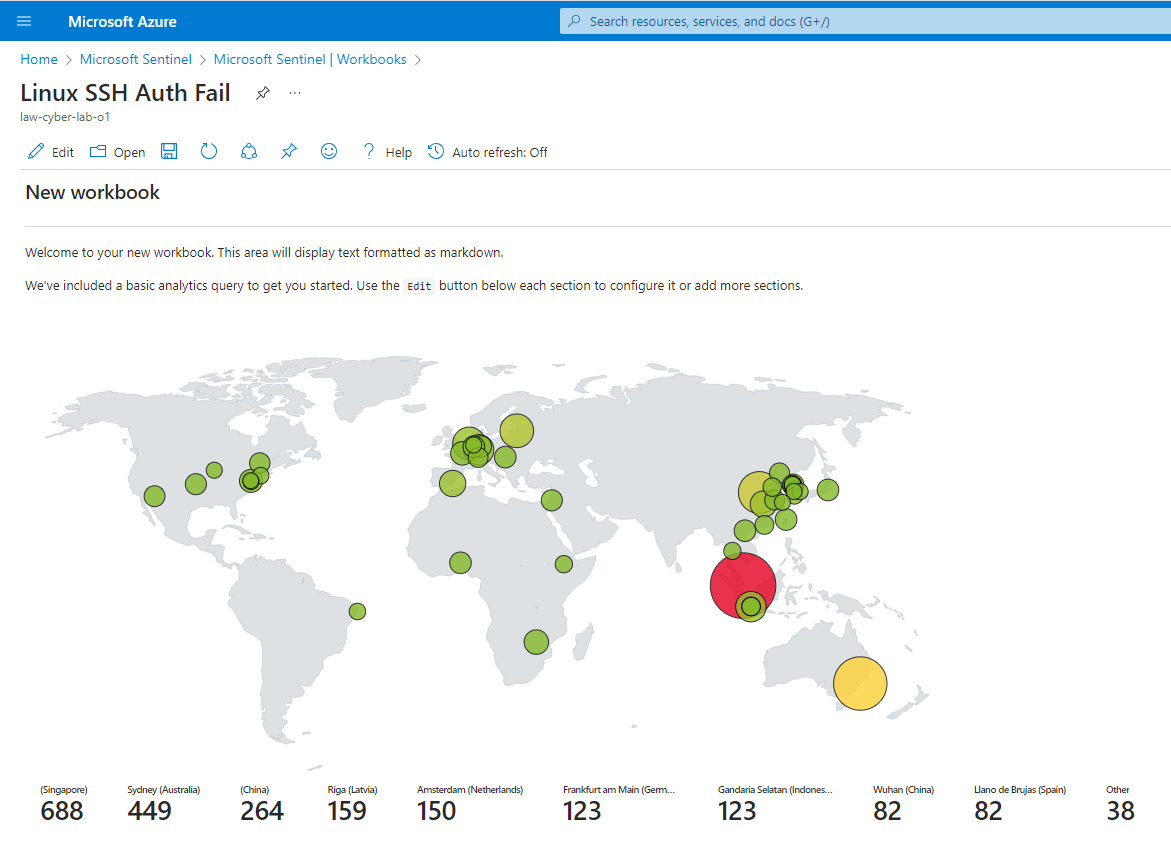 Microsoft Azure
Search resources, services, and docs (G+/)
Home > Microsoft Sentinel > Microsoft Sentinel | Workbooks >
Linux SSH Auth Fail ...
law-cyber-lab-o1
Edit Open ? Help Auto refresh: Off
New workbook
Welcome to your new workbook. This area will display text formatted as markdown.
We've included a basic analytics query to get you started. Use the Edit button below each section to configure it or add more sections.
(Singapore) Sydney (Australia) (China) Riga (Latvia) Amsterdam (Netherlands) Frankfurt am Main (Germ... Gandaria Selatan (Indones... Wuhan (China) Llano de Brujas (Spain) Other
688 449 264 159 150 123 123 82 82 38